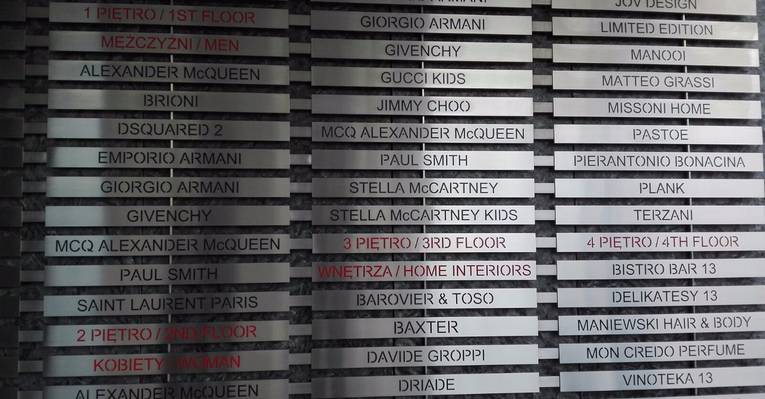 1 PIĘTRO / 1ST FLOOR
MEŻCZYŹNI / MEN
ALEXANDER McQUEEN
BRIONI
DSQUARED 2
EMPORIO ARMANI
GIORGIO ARMANI
GIVENCHY
MCQ ALEXANDER McQUEEN
PAUL SMITH
SAINT LAURENT PARIS
2 PIĘTRO / 2ND FLOOR
KOBIETY / WOMAN
ALEXANDER McQUEEN
ARMANI
GIORGIO ARMANI
GIVENCHY
GUCCI KIDS
JIMMY CHOO
MCQ ALEXANDER McQUEEN
PAUL SMITH
STELLA McCARTNEY
STELLA McCARTNEY KIDS
3 PIĘTRO / 3RD FLOOR
WNĘTRZA / HOME INTERIORS
BAROVIER & TOSO
BAXTER
DAVIDE GROPPI
DRIADE
JOV DESIGN
LIMITED EDITION
MANOOI
MATTEO GRASSI
MISSONI HOME
PASTOE
PIERANTONIO BONACINA
PLANK
TERZANI
4 PIĘTRO / 4TH FLOOR
BISTRO BAR 13
DELIKATESY 13
MANIEWSKI HAIR & BODY
MON CREDO PERFUME
VINOTEKA 13